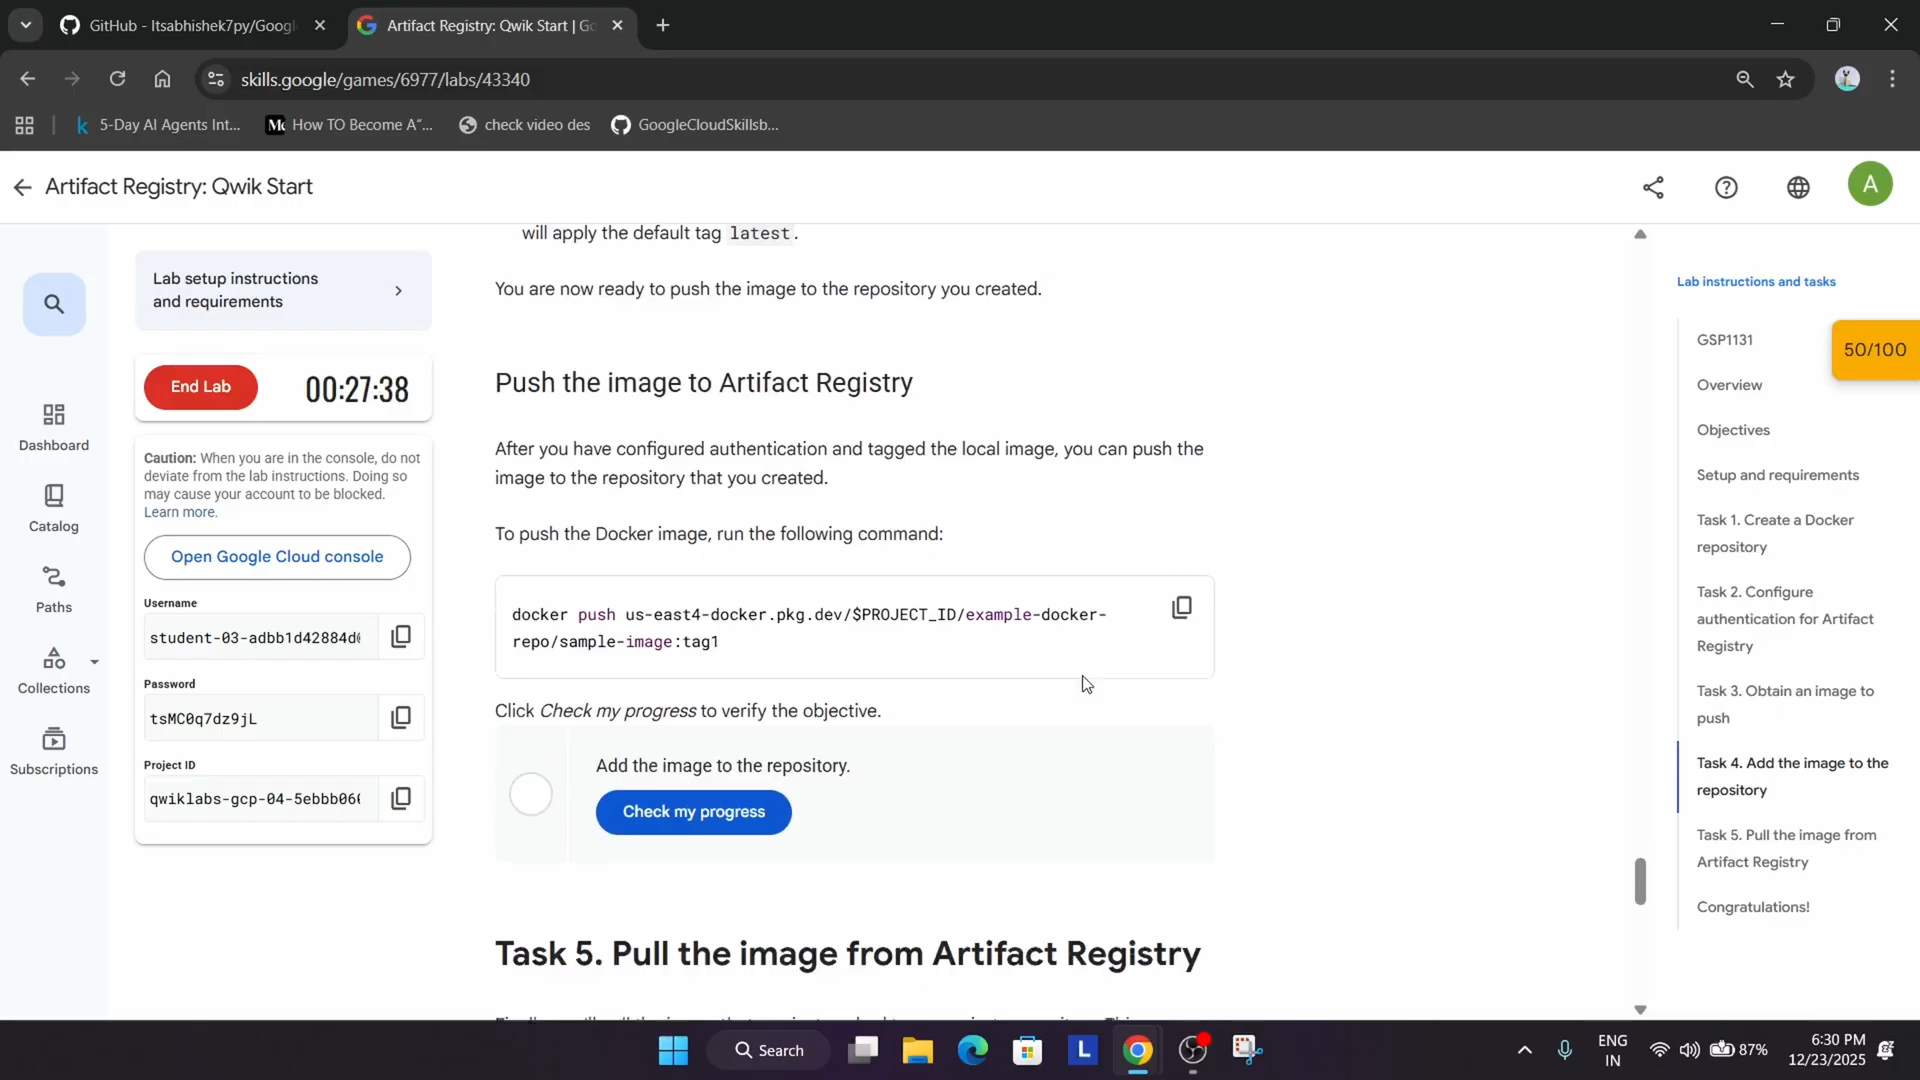 GitHub - Itsabhishek7py/Googl
Artifact Registry: Qwik Start | Go
skills.google/games/6977/labs/43340
5-Day AI Agents Int...
How TO Become A“...
check video des
GoogleCloudSkillsb...
Artifact Registry: Qwik Start
A
Lab setup instructions
and requirements
End Lab
00:27:38
Caution: When you are in the console, do not
deviate from the lab instructions. Doing so
may cause your account to be blocked.
Learn more.
Open Google Cloud console
Username
student-03-adbb1d42884d
Password
tsMC0q7dz9jL
Project ID
qwiklabs-gcp-04-5ebbb06
Dashboard
Catalog
Paths
Collections
Subscriptions
will apply the default tag latest.
You are now ready to push the image to the repository you created.
Push the image to Artifact Registry
After you have configured authentication and tagged the local image, you can push the
image to the repository that you created.
To push the Docker image, run the following command:
docker push us-east4-docker.pkg.dev/$PROJECT_ID/example-docker-
repo/sample-image:tag1
Click Check my progress to verify the objective.
Add the image to the repository.
Check my progress
Task 5. Pull the image from Artifact Registry
Lab instructions and tasks
50/100
GSP1131
Overview
Objectives
Setup and requirements
Task 1. Create a Docker
repository
Task 2. Configure
authentication for Artifact
Registry
Task 3. Obtain an image to
push
Task 4. Add the image to the
repository
Task 5. Pull the image from
Artifact Registry
Congratulations!
Search
L
ENG
IN
87%
6:30 PM
12/23/2025